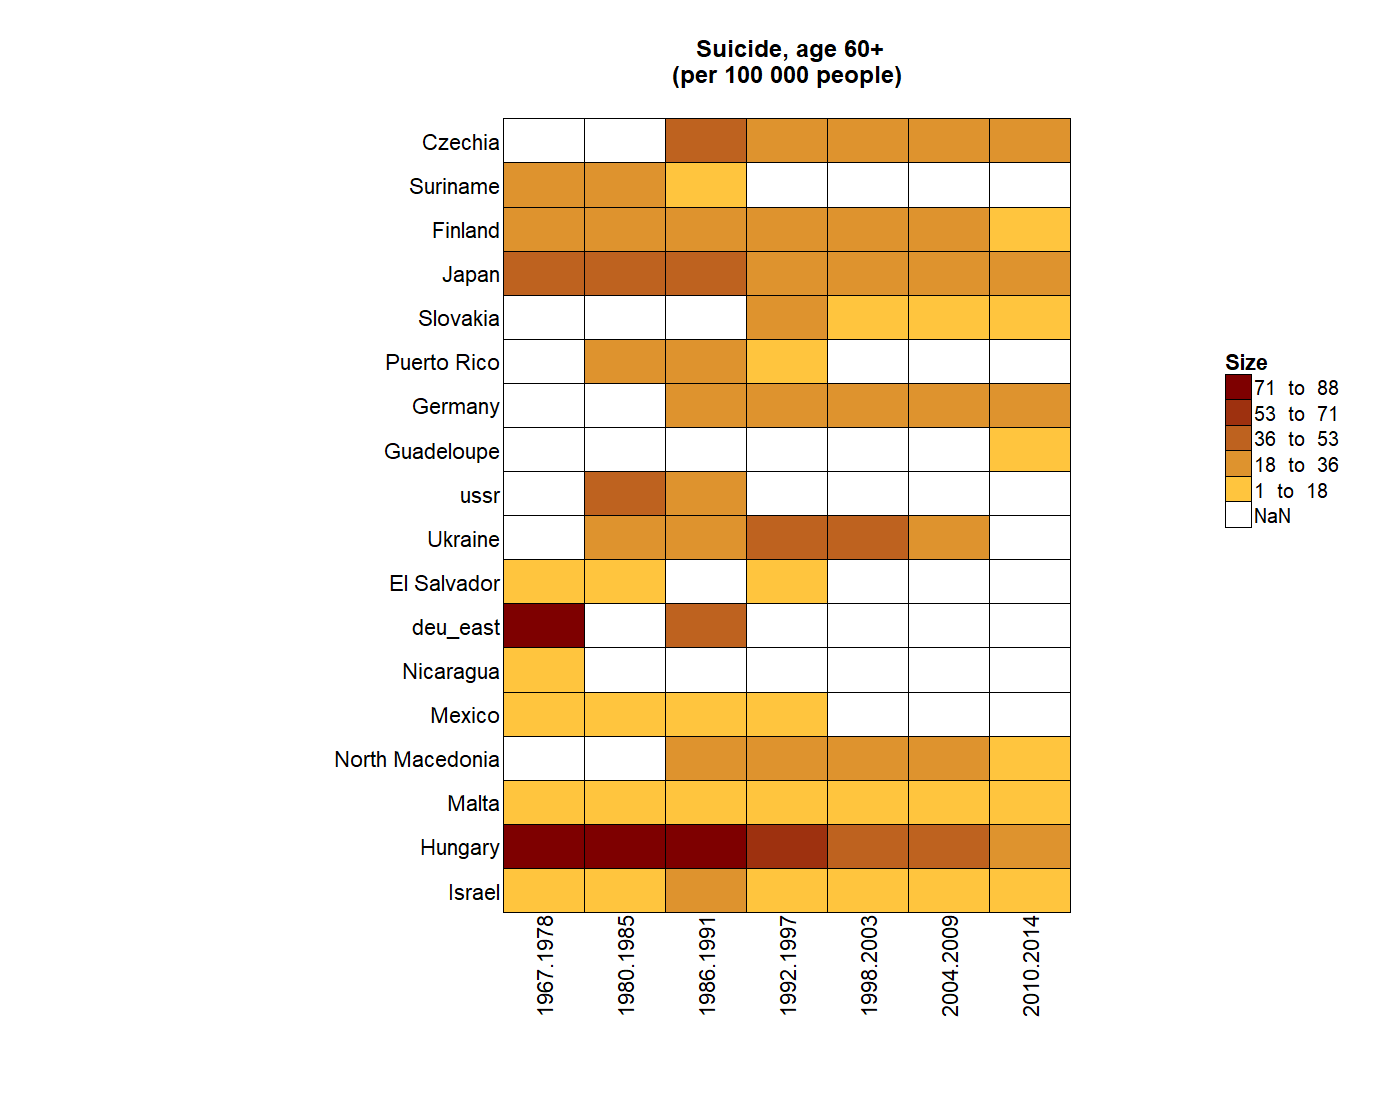 Suicide, age 60+
(per 100 000 people)
Czechia
Suriname
Finland
Japan
Slovakia
Puerto Rico
Germany
Guadeloupe
ussr
Ukraine
El Salvador
deu_east
Nicaragua
Mexico
North Macedonia
Malta
Hungary
Israel
1967.1978
1980.1985
1986.1991
1992.1997
1998.2003
2004.2009
2010.2014
Size
71 to 88
53 to 71
36 to 53
18 to 36
1 to 18
NaN